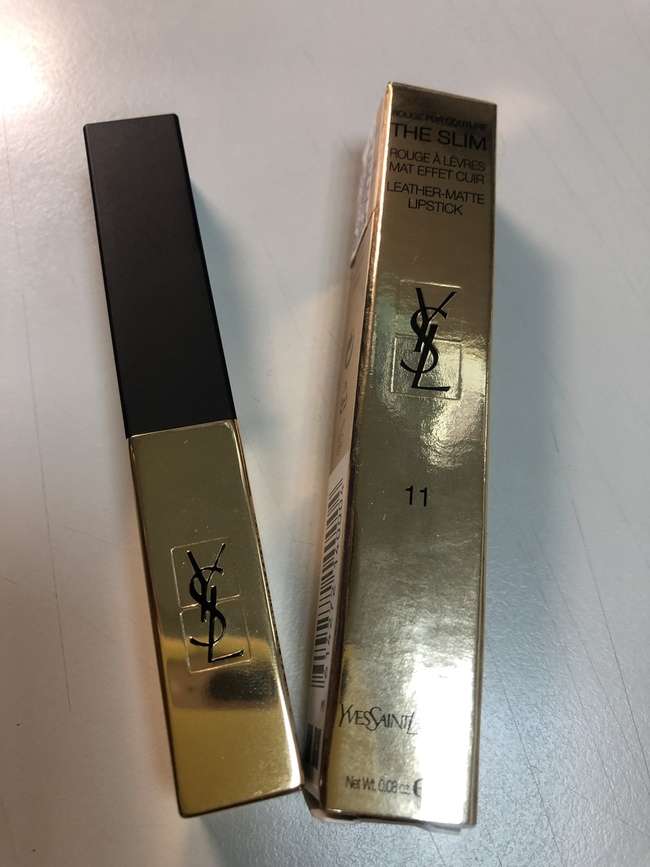 ROUGE PUR COUTURE
THE SLIM
ROUGE À LÈVRES
MAT EFFET CUIR
LEATHER-MATTE
LIPSTICK
YSL
11
YVESSAINTL
Net Wt. 0.08 oz.
YSL